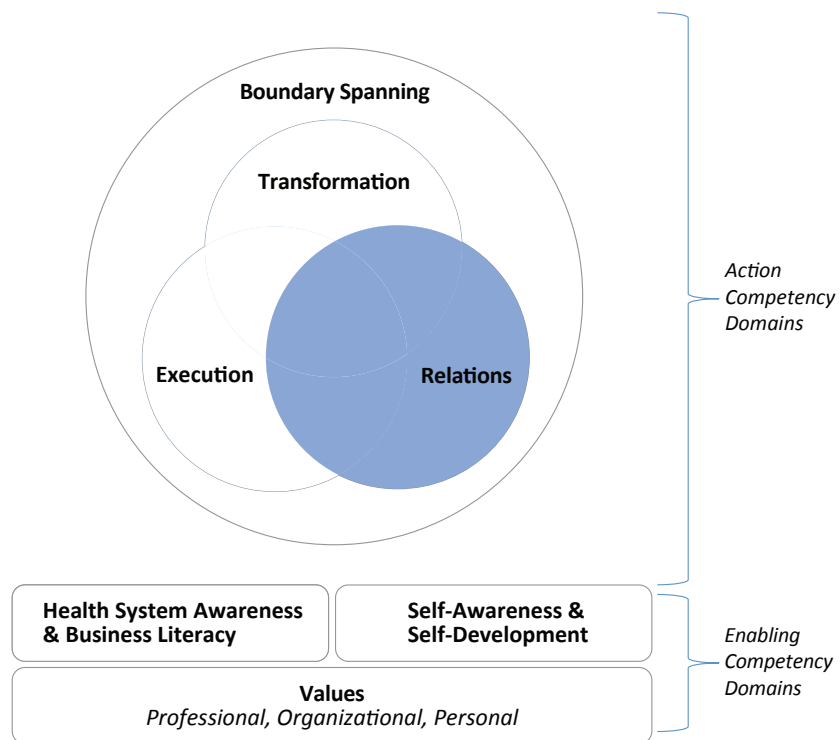 Boundary Spanning
Transformation
Execution
Relations
Action
Competency
Domains
Health System Awareness
& Business Literacy
Self-Awareness &
Self-Development
Values
Professional, Organizational, Personal
Enabling
Competency
Domains